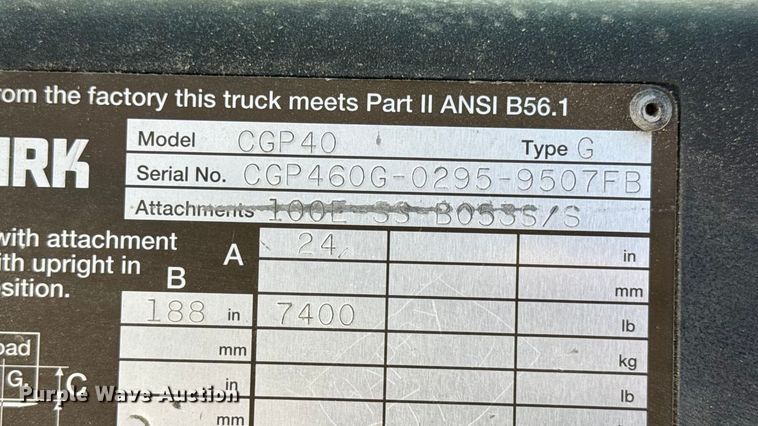 om the factory this truck meets Part II ANSI B56.1
Model CGP40 Type G
RK
Serial No. CGP460G-0295-9507FB
Attachments 100E SS B053S/S
with attachment
ith upright in
sition.
A 24 in
mm
B
188 in 7400 lb
mm kg
in lb
mm
oad
G
C
Purple Wave Auction